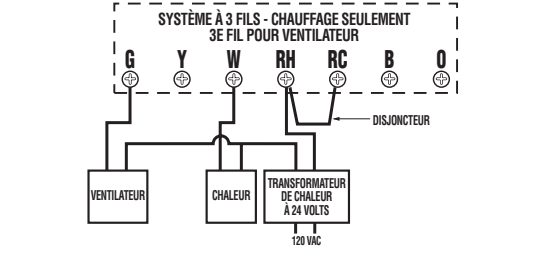 SYSTÈME À 3 FILS - CHAUFFAGE SEULEMENT
3E FIL POUR VENTILATEUR
G Y W RH RC B O
DISJONCTEUR
VENTILATEUR
CHALEUR
TRANSFORMATEUR
DE CHALEUR
À 24 VOLTS
120 VAC